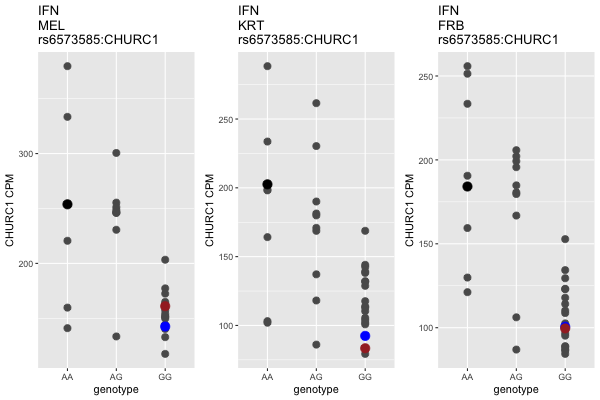 IFN
MEL
rs6573585:CHURC1
CHURC1 CPM
300
200
AA
AG
GG
genotype
IFN
KRT
rs6573585:CHURC1
CHURC1 CPM
250
200
150
100
AA
AG
GG
genotype
IFN
FRB
rs6573585:CHURC1
CHURC1 CPM
250
200
150
100
AA
AG
GG
genotype